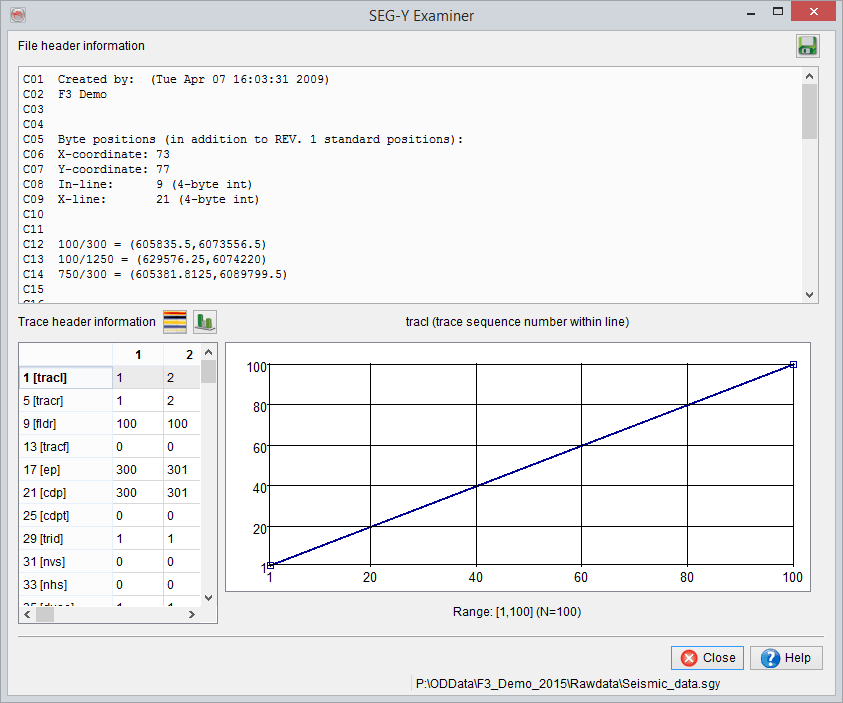 SEG-Y Examiner
File header information
C01 Created by: (Tue Apr 07 16:03:31 2009)
C02 F3 Demo
C03
C04
C05 Byte positions (in addition to REV. 1 standard positions):
C06 X-coordinate: 73
C07 Y-coordinate: 77
C08 In-line: 9 (4-byte int)
C09 X-line: 21 (4-byte int)
C10
C11
C12 100/300 = (605835.5,6073556.5)
C13 100/1250 = (629576.25,6074220)
C14 750/300 = (605381.8125,6089799.5)
C15
Trace header information
tracl (trace sequence number within line)
1 2
1 [tracl] 1 2
5 [tracr] 1 2
9 [fldr] 100 100
13 [tracf] 0 0
17 [ep] 300 301
21 [cdp] 300 301
25 [cdpt] 0 0
29 [trid] 1 1
31 [nvs] 0 0
33 [nhs] 0 0
100
80
60
40
20
1
1 20 40 60 80 100
Range: [1,100] (N=100)
Close Help
P:\ODData\F3_Demo_2015\Rawdata\Seismic_data.sgy